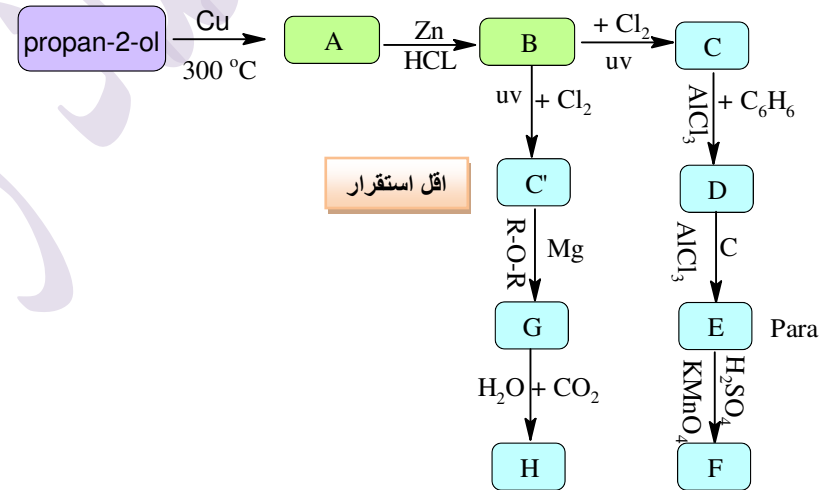 propan-2-ol
Cu
300 °C
A
Zn
HCL
B
+ Cl₂
uv
C
uv
+ Cl₂
AlCl₃
+ C₆H₆
اقل استقرار
C'
D
R-O-R
Mg
AlCl₃
C
G
E
Para
H₂O + CO₂
KMnO₄
H₂SO₄
H
F